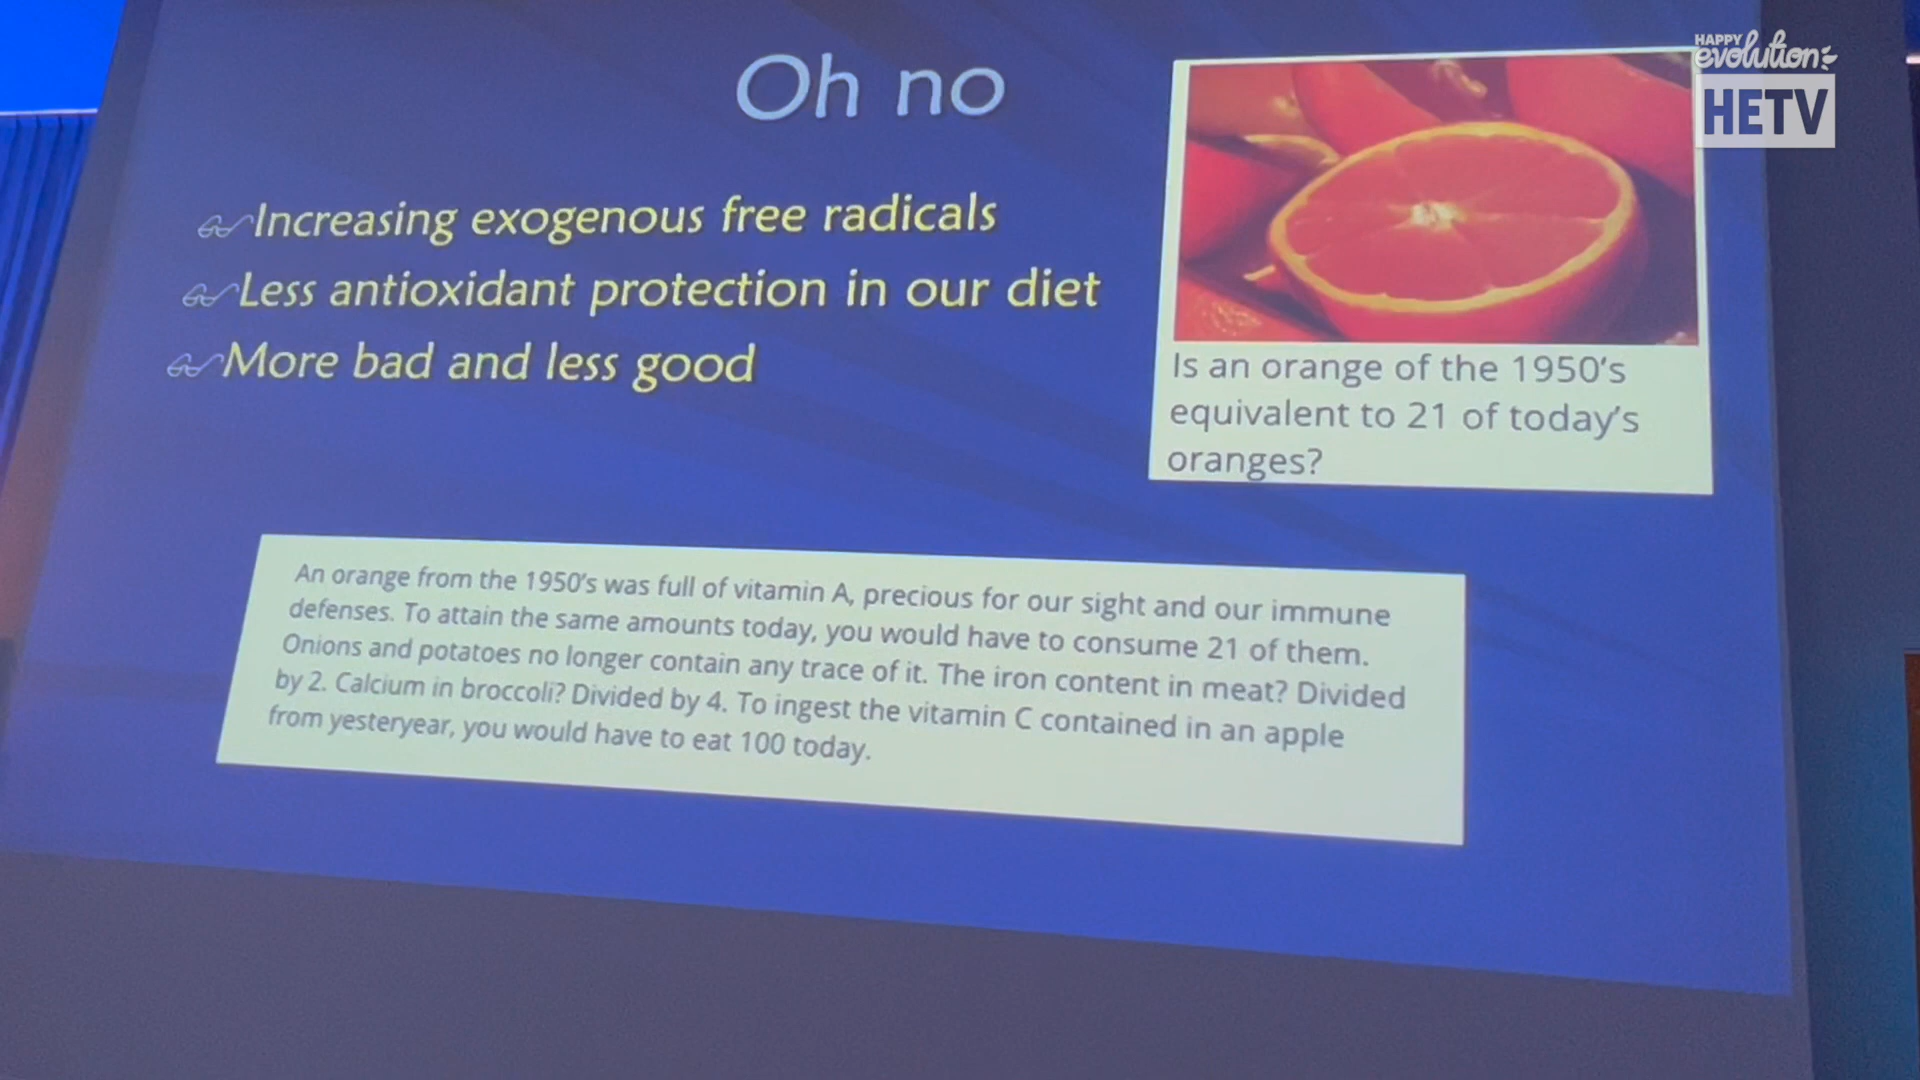 Oh no
Increasing exogenous free radicals
Less antioxidant protection in our diet
More bad and less good
HAPPY
evolution
HETV
Is an orange of the 1950's
equivalent to 21 of today's
oranges?
An orange from the 1950's was full of vitamin A, precious for our sight and our immune
defenses. To attain the same amounts today, you would have to consume 21 of them.
Onions and potatoes no longer contain any trace of it. The iron content in meat? Divided
by 2. Calcium in broccoli? Divided by 4. To ingest the vitamin C contained in an apple
from yesteryear, you would have to eat 100 today.